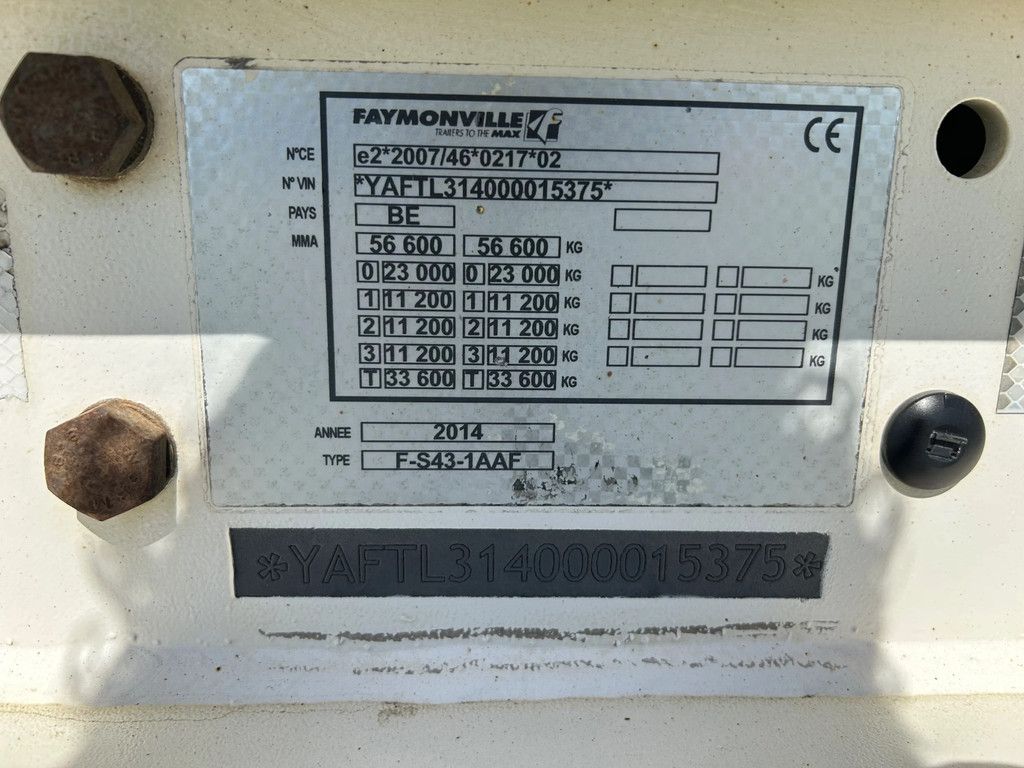 FAYMONVILLE
TRAILERS TO THE MAX
CE
N°CE e2*2007/46*0217*02
N° VIN *YAFTL314000015375*
PAYS BE
MMA 56 600 56 600 KG
0 23 000 0 23 000 KG KG
1 11 200 1 11 200 KG KG
2 11 200 2 11 200 KG KG
3 11 200 3 11 200 KG KG
T 33 600 T 33 600 KG
ANNEE 2014
TYPE F-S43-1AAF
*YAFTL314000015375*